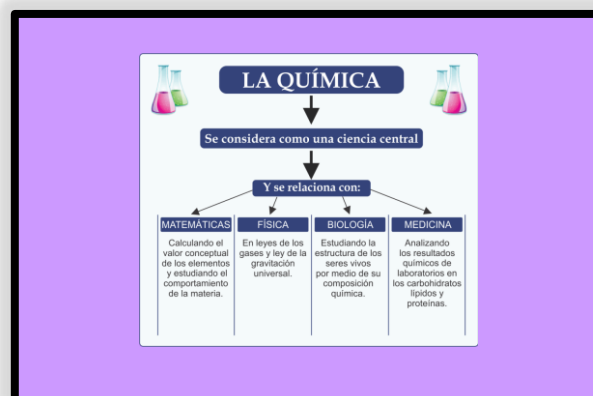 LA QUÍMICA
Se considera como una ciencia central
Y se relaciona con:
MATEMÁTICAS
Calculando el
valor conceptual
de los elementos
y estudiando el
comportamiento
de la materia.
FÍSICA
En leyes de los
gases y ley de la
gravitación
universal.
BIOLOGÍA
Estudiando la
estructura de los
seres vivos
por medio de su
composición
química.
MEDICINA
Analizando
los resultados
químicos de
laboratorios en
los carbohidratos
lípidos y
proteínas.